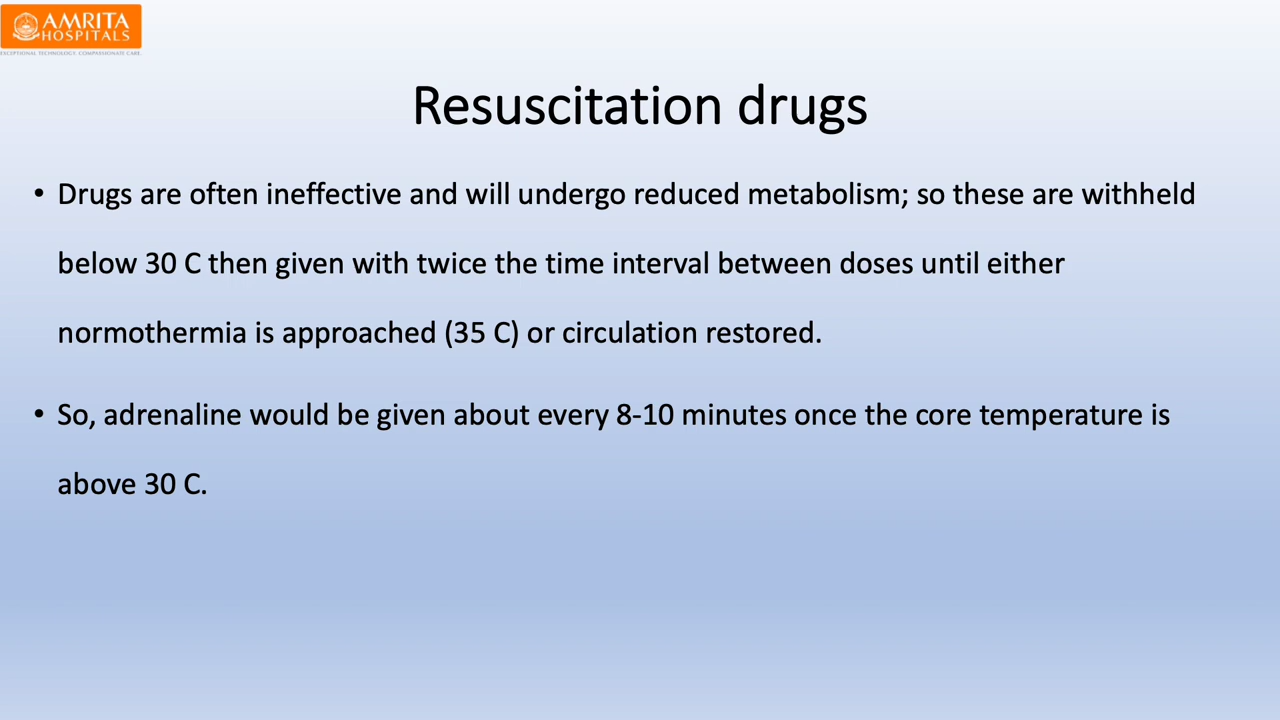 AMRITA
HOSPITALS
EXCEPTIONAL TECHNOLOGY. COMPASSIONATE CARE.
Resuscitation drugs
• Drugs are often ineffective and will undergo reduced metabolism; so these are withheld
below 30 C then given with twice the time interval between doses until either
normothermia is approached (35 C) or circulation restored.
• So, adrenaline would be given about every 8-10 minutes once the core temperature is
above 30 C.